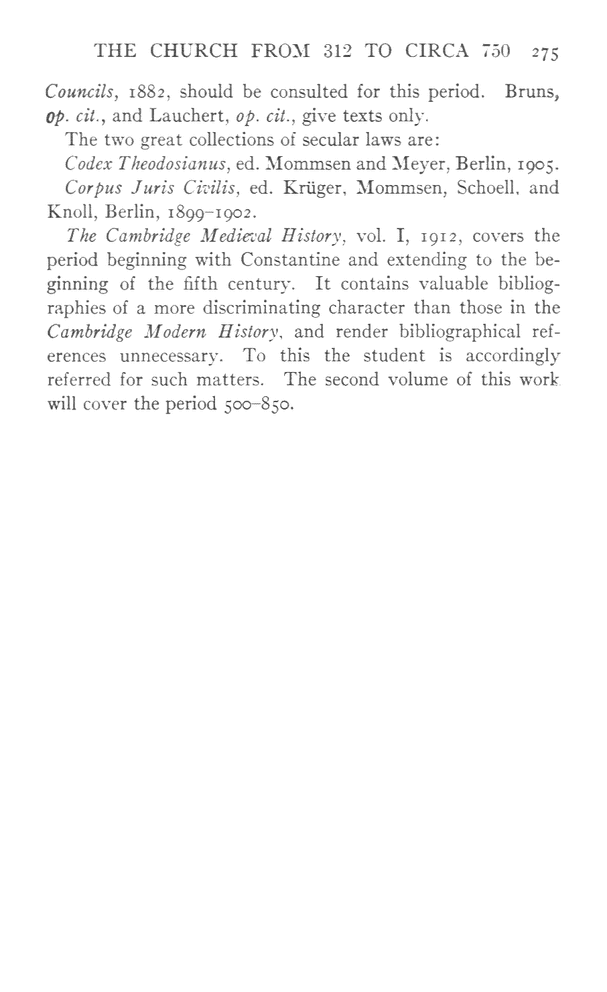 THE CHURCH FROM 312 TO CIRCA 750 275
Councils, 1882, should be consulted for this period. Bruns,
op. cit., and Lauchert, op. cit., give texts only.
The two great collections of secular laws are:
Codex Theodosianus, ed. Mommsen and Meyer, Berlin, 1905.
Corpus Juris Civilis, ed. Krüger, Mommsen, Schoell, and
Knoll, Berlin, 1899–1902.
The Cambridge Medieval History, vol. I, 1912, covers the
period beginning with Constantine and extending to the be-
ginning of the fifth century. It contains valuable bibliog-
raphies of a more discriminating character than those in the
Cambridge Modern History, and render bibliographical ref-
erences unnecessary. To this the student is accordingly
referred for such matters. The second volume of this work
will cover the period 500–850.